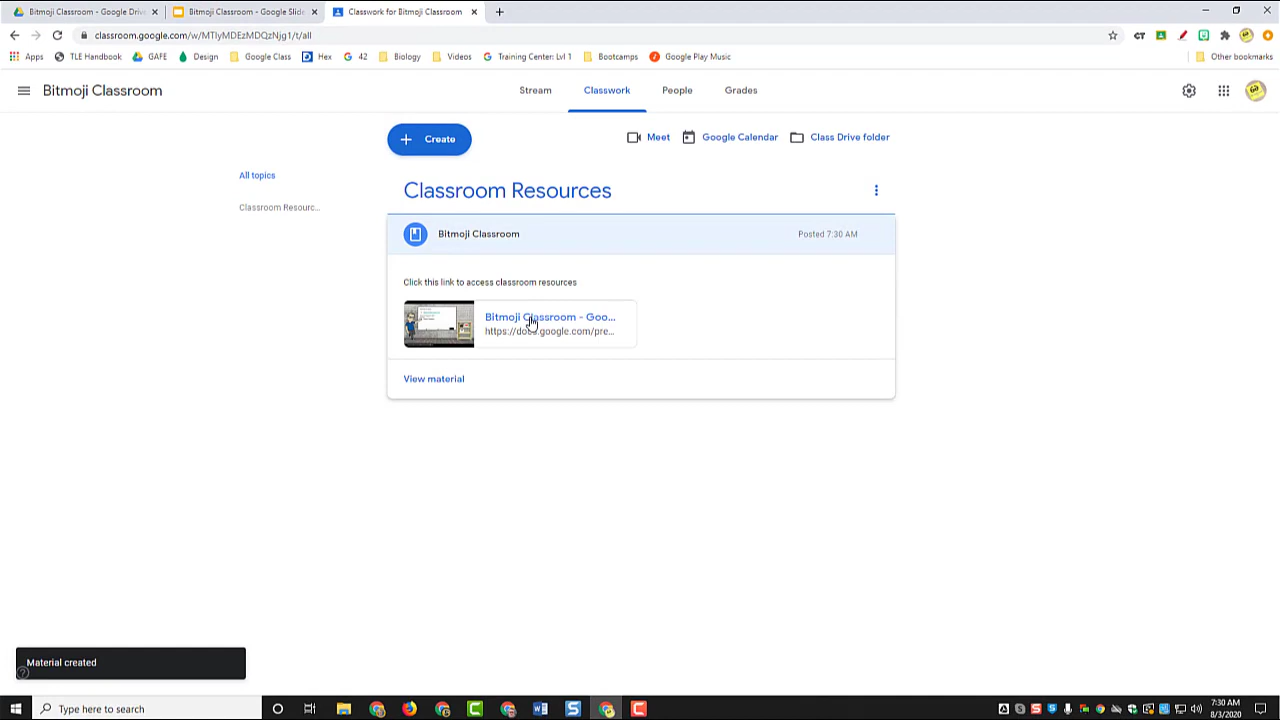 Bitmoji Classroom - Google Drive
Bitmoji Classroom - Google Slide
Classwork for Bitmoji Classroom
classroom.google.com/w/MTIyMDEzMDQzNjg1/t/all
Apps
TLE Handbook
GAFE
Design
Google Class
Hex
42
Biology
Videos
Training Center: Lvl 1
Bootcamps
Google Play Music
Other bookmarks
Bitmoji Classroom
Stream
Classwork
People
Grades
Create
Meet
Google Calendar
Class Drive folder
All topics
Classroom Resources
Classroom Resourc...
Bitmoji Classroom
Posted 7:30 AM
Click this link to access classroom resources
Bitmoji Classroom - Goo...
https://docs.google.com/pre...
View material
Material created
Type here to search
7:30 AM
8/3/2020